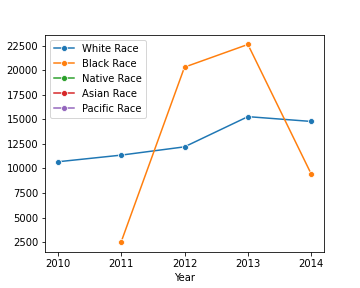 22500
20000
17500
15000
12500
10000
7500
5000
2500
White Race
Black Race
Native Race
Asian Race
Pacific Race
2010 2011 2012 2013 2014
Year